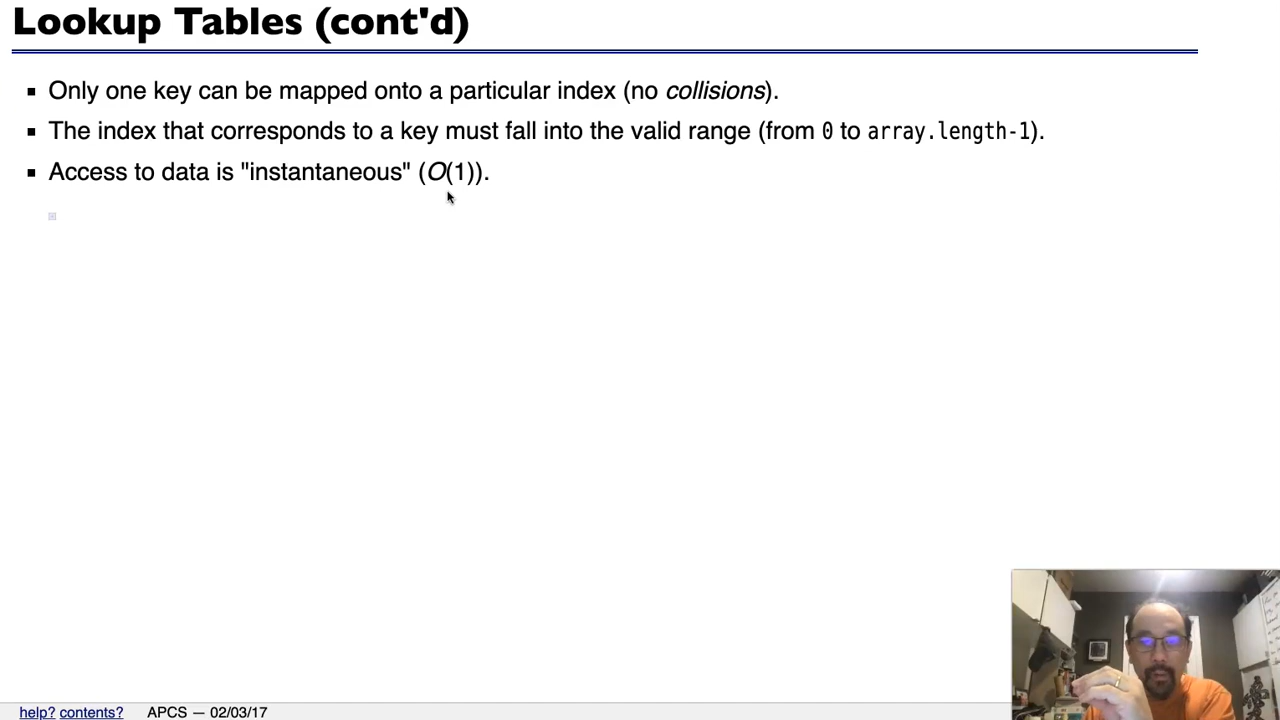 Lookup Tables (cont'd)
Only one key can be mapped onto a particular index (no collisions).
The index that corresponds to a key must fall into the valid range (from 0 to array.length-1).
Access to data is "instantaneous" (O(1)).
help? contents? APCS — 02/03/17